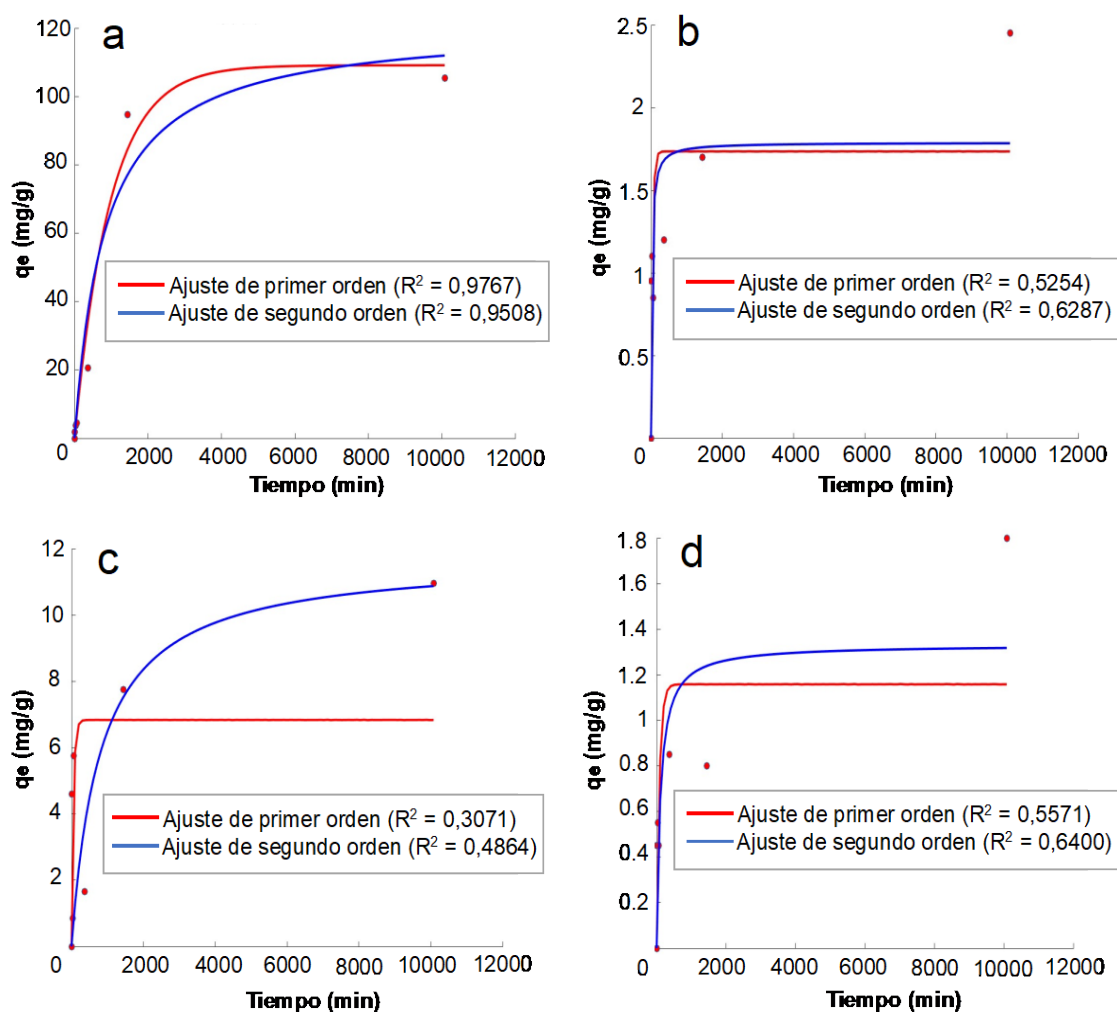 a
120
100
80
60
40
20
0
qe (mg/g)
Ajuste de primer orden (R² = 0,9767)
Ajuste de segundo orden (R² = 0,9508)
0 2000 4000 6000 8000 10000 12000
Tiempo (min)
b
2.5
2
1.5
1
0.5
qe (mg/g)
Ajuste de primer orden (R² = 0,5254)
Ajuste de segundo orden (R² = 0,6287)
0 2000 4000 6000 8000 10000 12000
Tiempo (min)
c
12
10
8
6
4
2
qe (mg/g)
Ajuste de primer orden (R² = 0,3071)
Ajuste de segundo orden (R² = 0,4864)
0 2000 4000 6000 8000 10000 12000
Tiempo (min)
d
1.8
1.6
1.4
1.2
1
0.8
0.6
0.4
0.2
qe (mg/g)
Ajuste de primer orden (R² = 0,5571)
Ajuste de segundo orden (R² = 0,6400)
0 2000 4000 6000 8000 10000 12000
Tiempo (min)